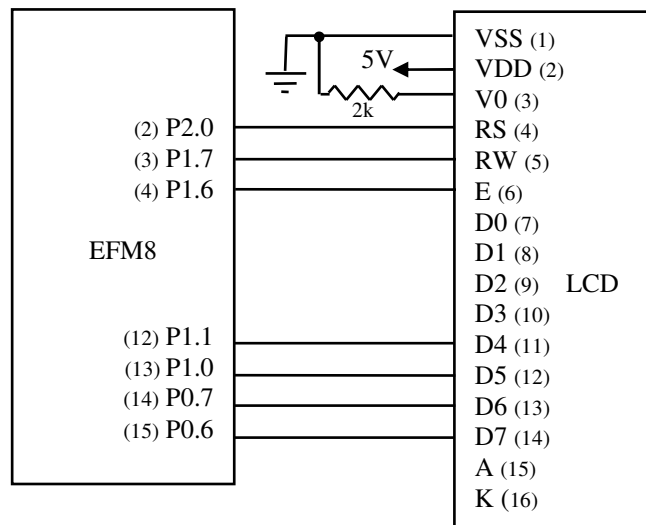 VSS (1)
5V
VDD (2)
V0 (3)
2k
(2) P2.0
RS (4)
(3) P1.7
RW (5)
(4) P1.6
E (6)
D0 (7)
EFM8
D1 (8)
D2 (9) LCD
D3 (10)
(12) P1.1
D4 (11)
(13) P1.0
D5 (12)
(14) P0.7
D6 (13)
(15) P0.6
D7 (14)
A (15)
K (16)